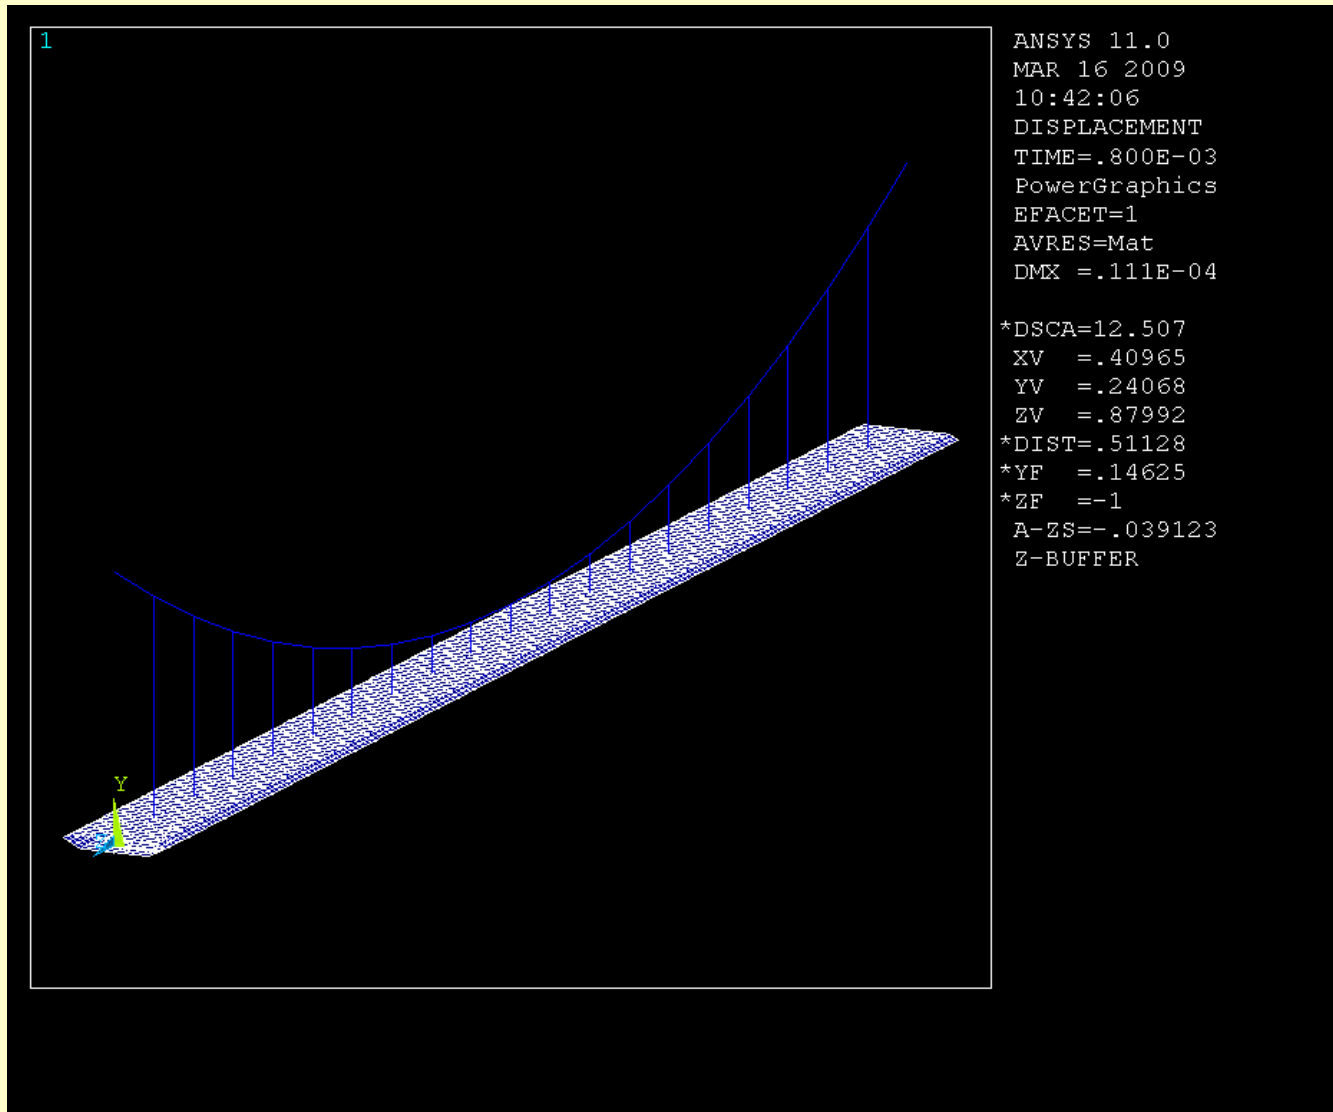 1
ANSYS 11.0
MAR 16 2009
10:42:06
DISPLACEMENT
TIME=.800E-03
PowerGraphics
EFACET=1
AVRES=Mat
DMX =.111E-04
*DSCA=12.507
XV  =.40965
YV  =.24068
ZV  =.87992
*DIST=.51128
*YF  =.14625
*ZF  =-1
A-ZS=-.039123
Z-BUFFER
Y